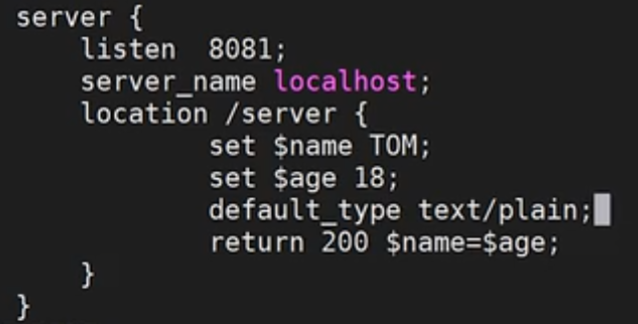 server {
    listen  8081;
    server_name localhost;
    location /server {
            set $name TOM;
            set $age 18;
            default_type text/plain;
            return 200 $name=$age;
    }
}